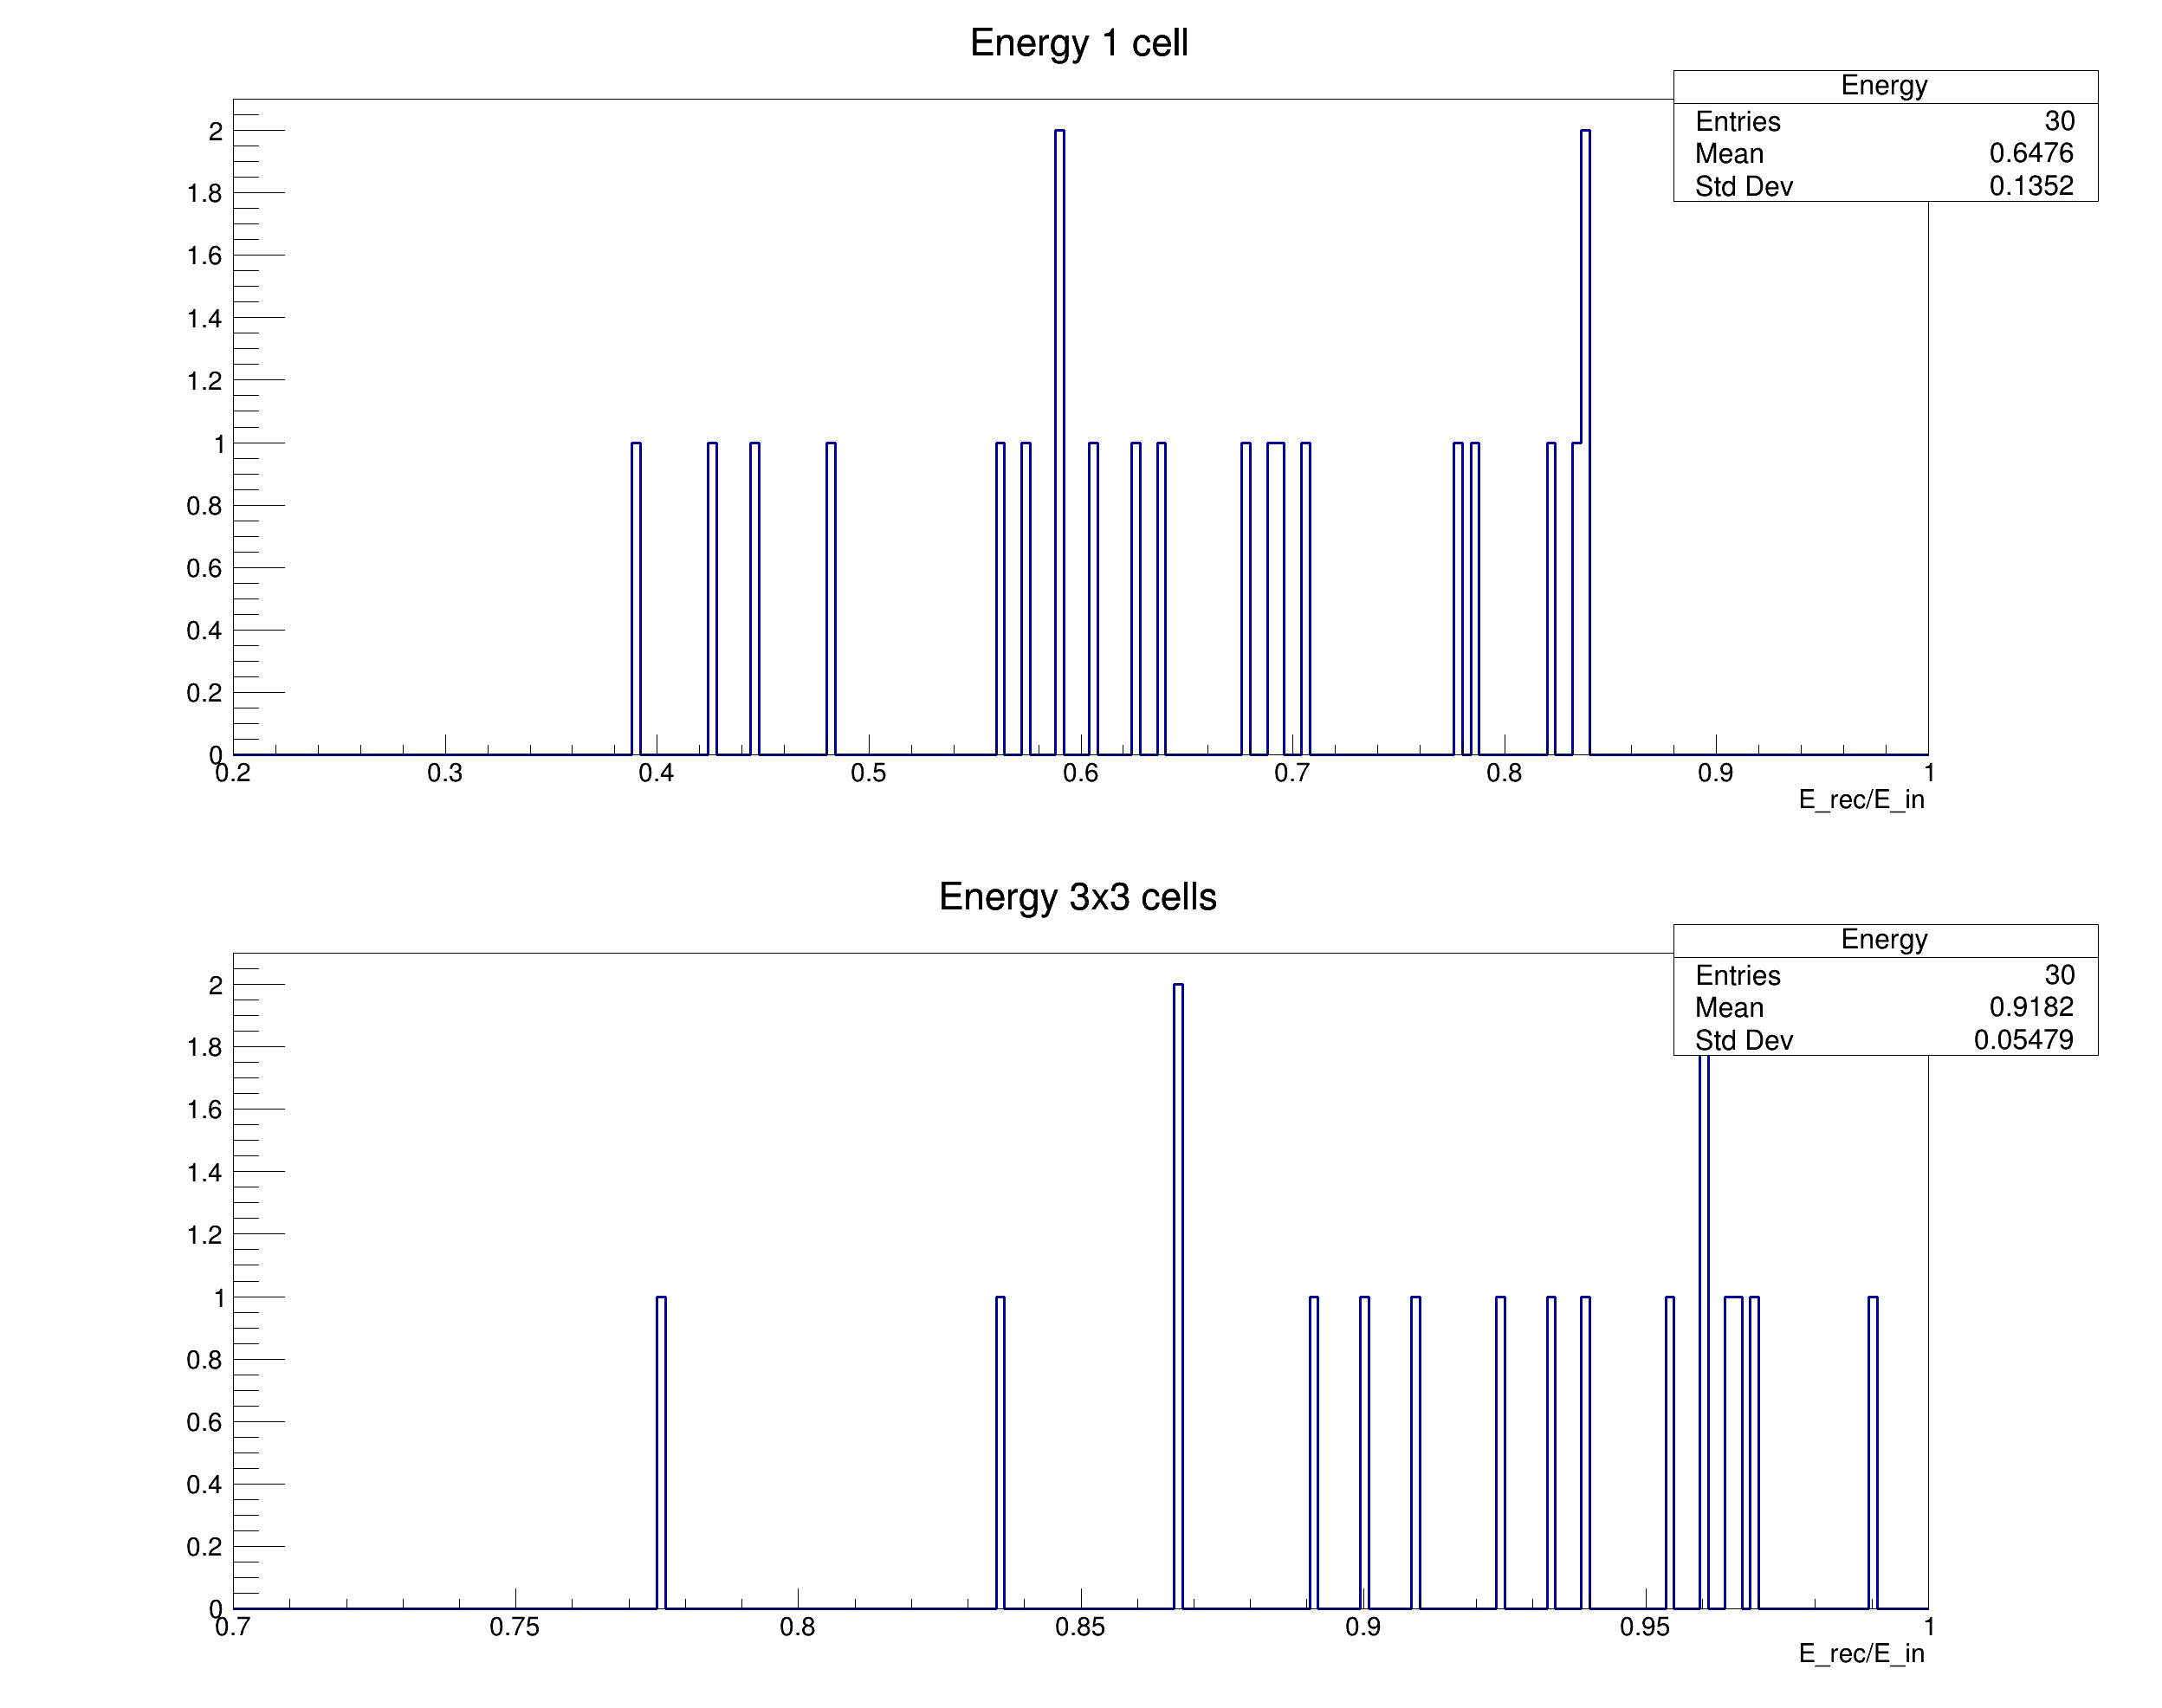 Energy 1 cell
Energy
Entries 30
Mean 0.6476
Std Dev 0.1352
2
1.8
1.6
1.4
1.2
1
0.8
0.6
0.4
0.2
0
0.2 0.3 0.4 0.5 0.6 0.7 0.8 0.9 1
E_rec/E_in
Energy 3x3 cells
Energy
Entries 30
Mean 0.9182
Std Dev 0.05479
2
1.8
1.6
1.4
1.2
1
0.8
0.6
0.4
0.2
0
0.7 0.75 0.8 0.85 0.9 0.95 1
E_rec/E_in